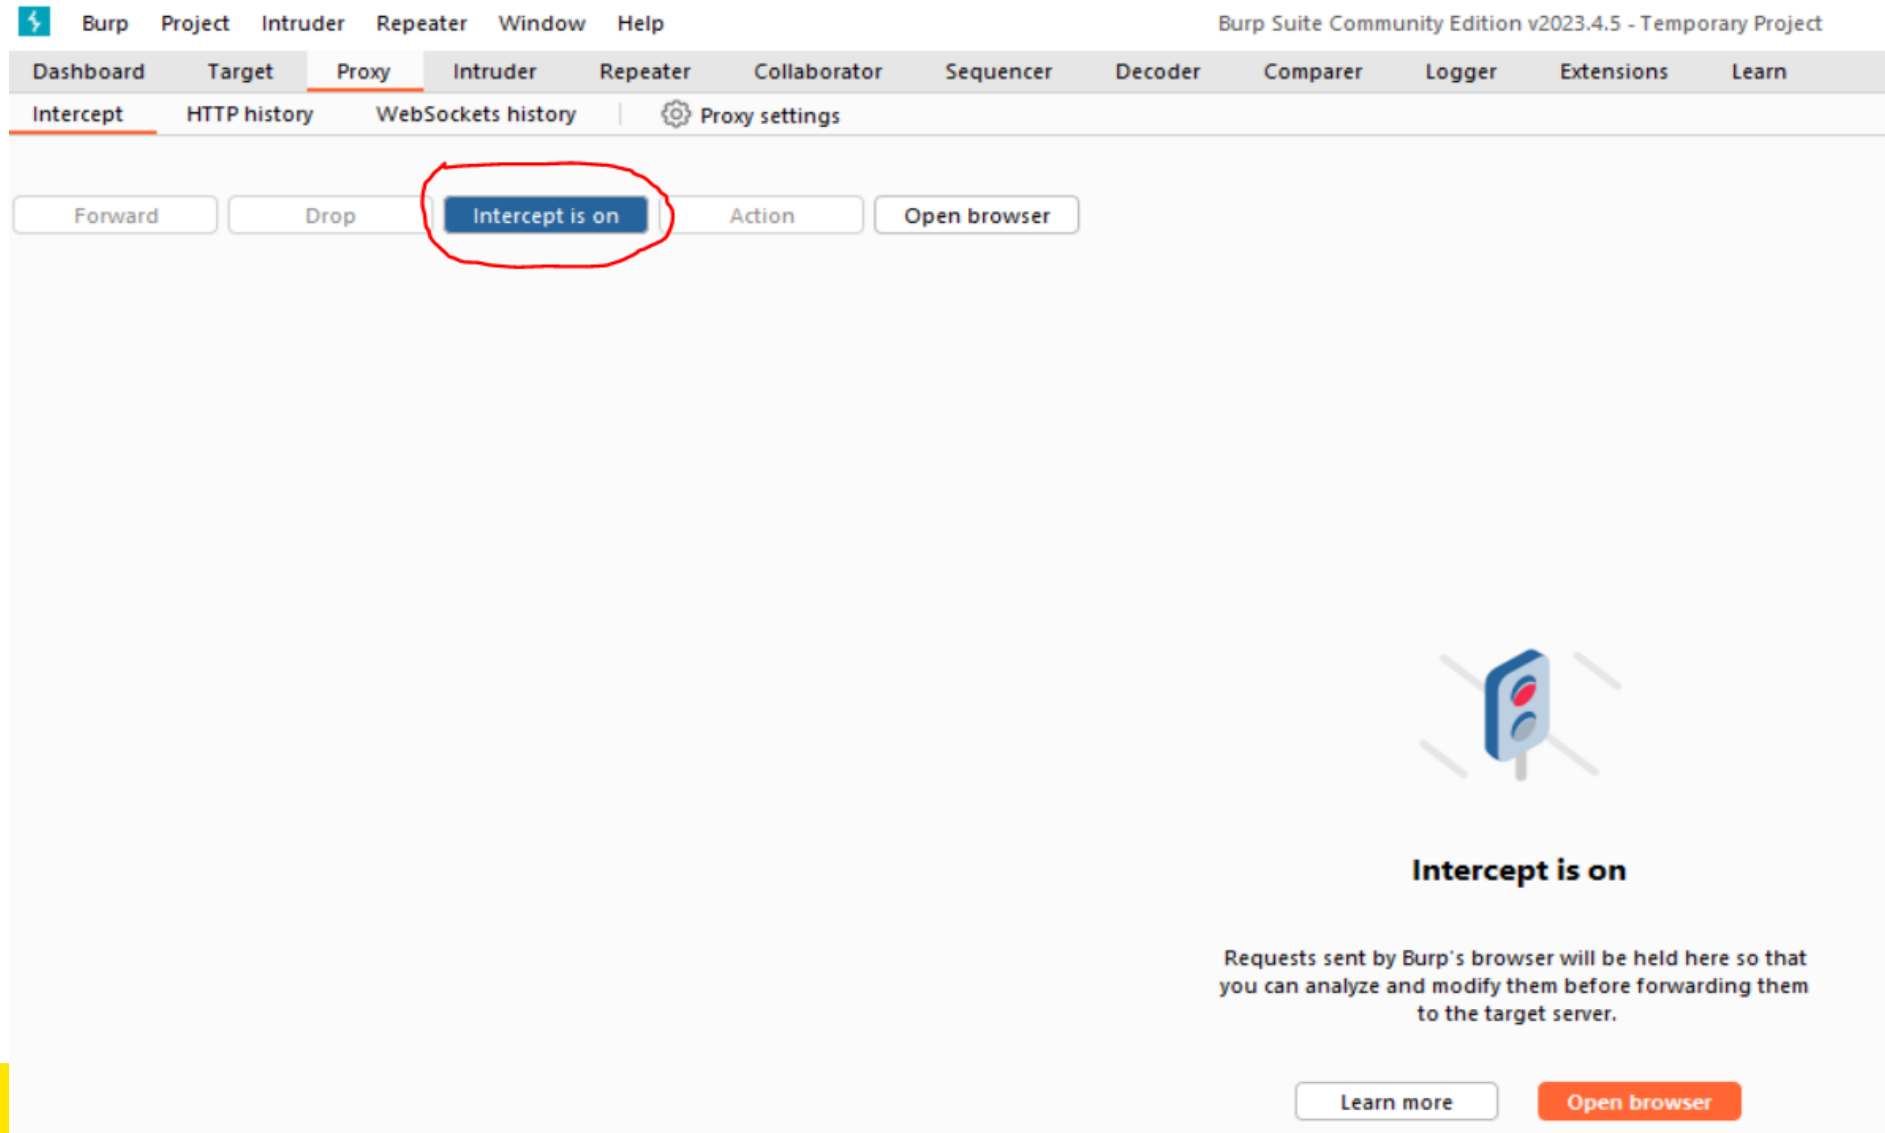 Burp Project Intruder Repeater Window Help Burp Suite Community Edition v2023.4.5 - Temporary Project
Dashboard Target Proxy Intruder Repeater Collaborator Sequencer Decoder Comparer Logger Extensions Learn
Intercept HTTP history WebSockets history Proxy settings
Forward Drop Intercept is on Action Open browser
Intercept is on
Requests sent by Burp's browser will be held here so that
you can analyze and modify them before forwarding them
to the target server.
Learn more Open browser